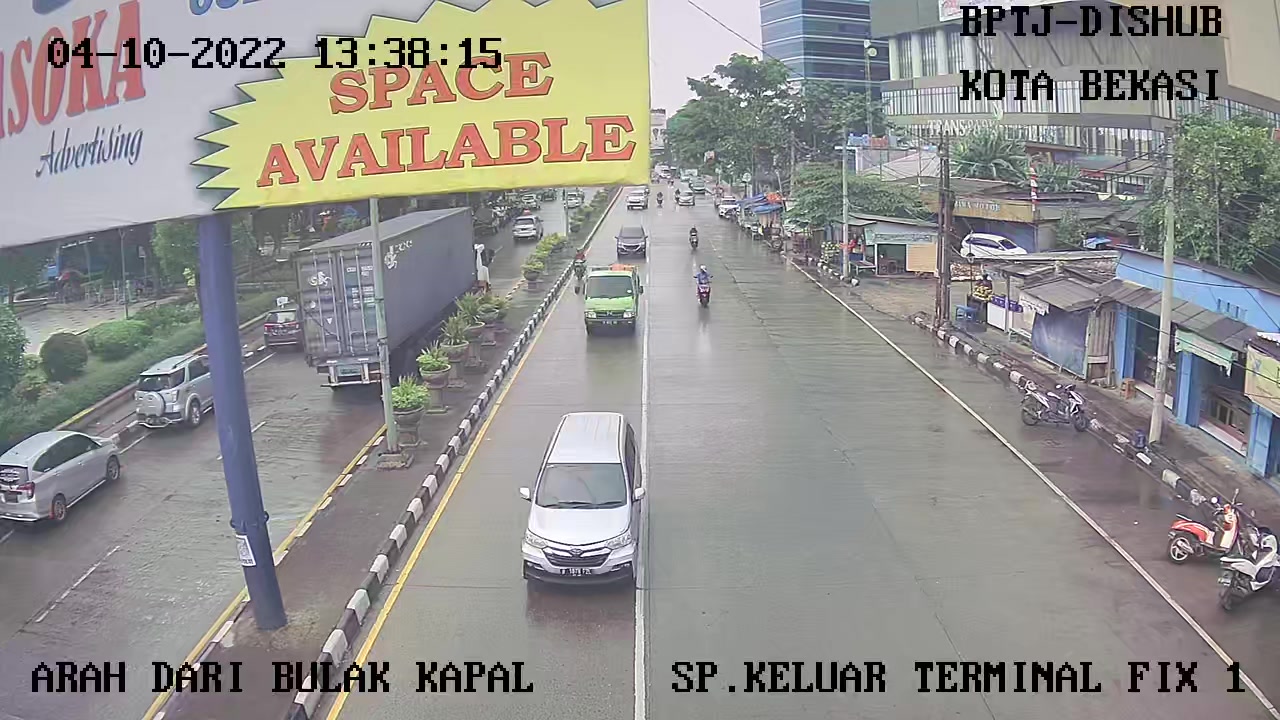 04-10-2022 13:38:15
BPTJ-DISHUB
KOTA BEKASI
SOKA
Advertising
SPACE
AVAILABLE
TRANSPARK
ARAH DARI BULAK KAPAL
SP.KELUAR TERMINAL FIX 1